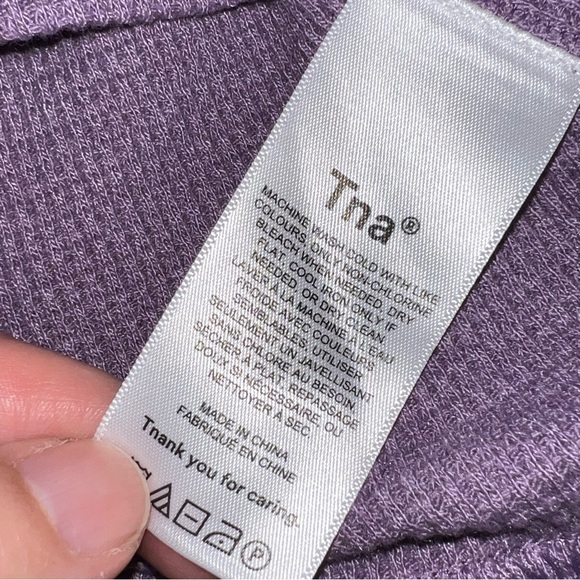 Tna®
MACHINE WASH COLD WITH LIKE
COLOURS, ONLY NON-CHLORINE
BLEACH WHEN NEEDED, DRY
FLAT, COOL IRON ONLY, IF
NEEDED, OR DRY CLEAN
LAVER À LA MACHINE À L'EAU
FROIDE AVEC COULEURS
SEMBLABLES, UTILISER
SEULEMENT UN JAVELLISANT
SANS CHLORE AU BESOIN,
SÉCHER À PLAT, REPASSAGE
DOUX SI NÉCESSAIRE, OU
NETTOYER À SEC
MADE IN CHINA
FABRIQUÉ EN CHINE
Thank you for caring.
P